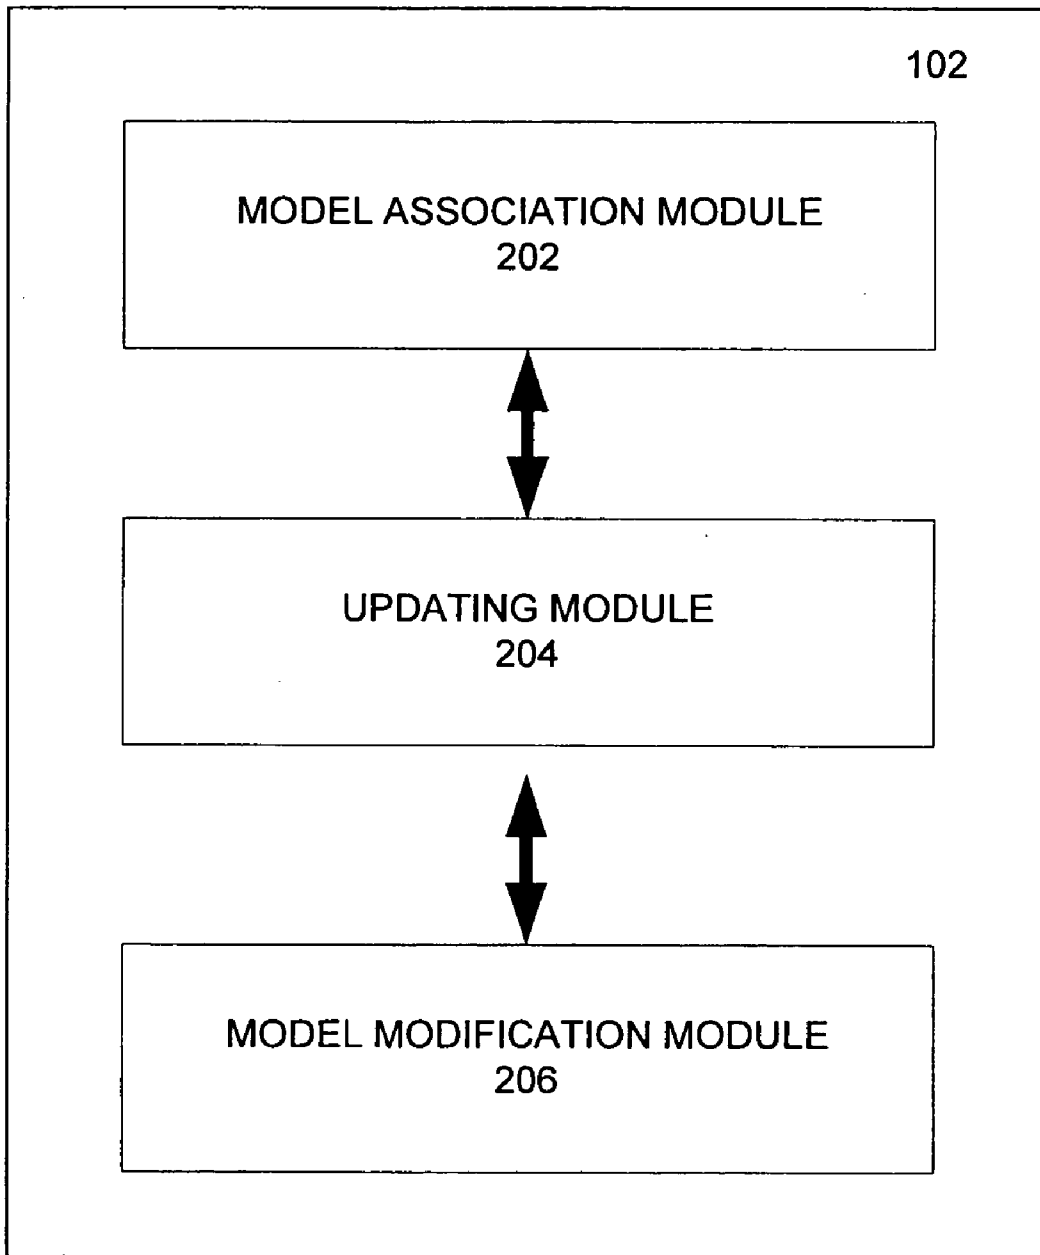 102
MODEL ASSOCIATION MODULE
202
UPDATING MODULE
204
MODEL MODIFICATION MODULE
206